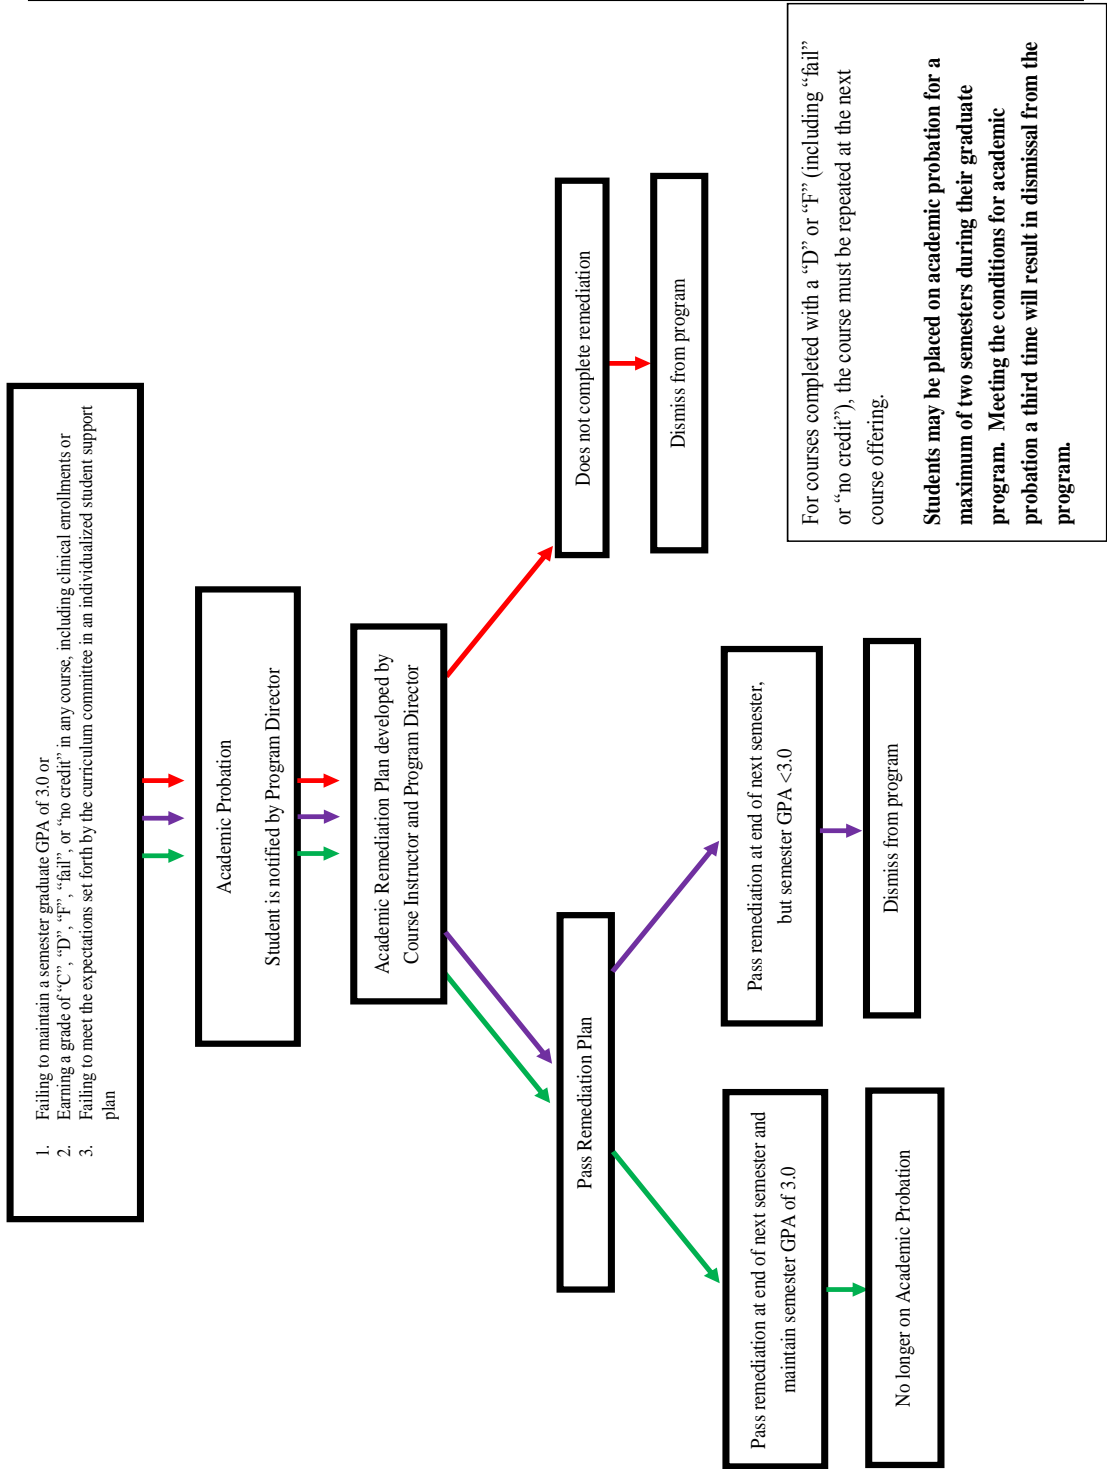 1. Failing to maintain a semester graduate GPA of 3.0 or
2. Earning a grade of “C”, “D”, “F”, “fail”, or “no credit” in any course, including clinical enrollments or
3. Failing to meet the expectations set forth by the curriculum committee in an individualized student support
plan
Academic Probation
Student is notified by Program Director
Academic Remediation Plan developed by
Course Instructor and Program Director
Pass Remediation Plan
Does not complete remediation
Dismiss from program
Pass remediation at end of next semester and
maintain semester GPA of 3.0
No longer on Academic Probation
Pass remediation at end of next semester,
but semester GPA <3.0
Dismiss from program
For courses completed with a “D” or “F” (including “fail”
or “no credit”), the course must be repeated at the next
course offering.
Students may be placed on academic probation for a
maximum of two semesters during their graduate
program.  Meeting the conditions for academic
probation a third time will result in dismissal from the
program.